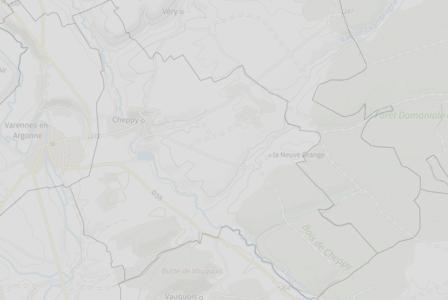 Véry
Cheppy
Varennes-en-
Argonne
la Neuve Grange
Forêt Domaniale
Bois de Cheppy
Butte de Vauquois
Vauquois